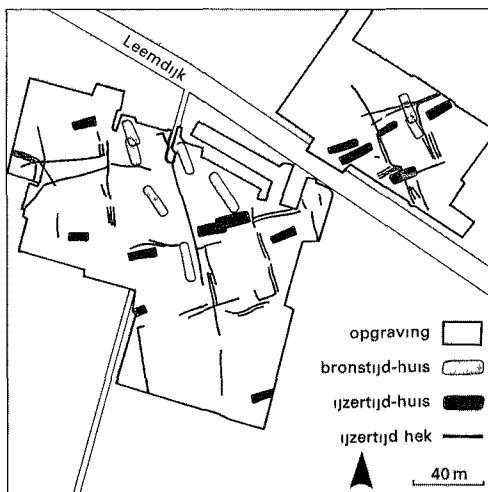 Leemdijk
opgraving
bronstijd-huis
ijzertijd-huis
ijzertijd hek
40 m